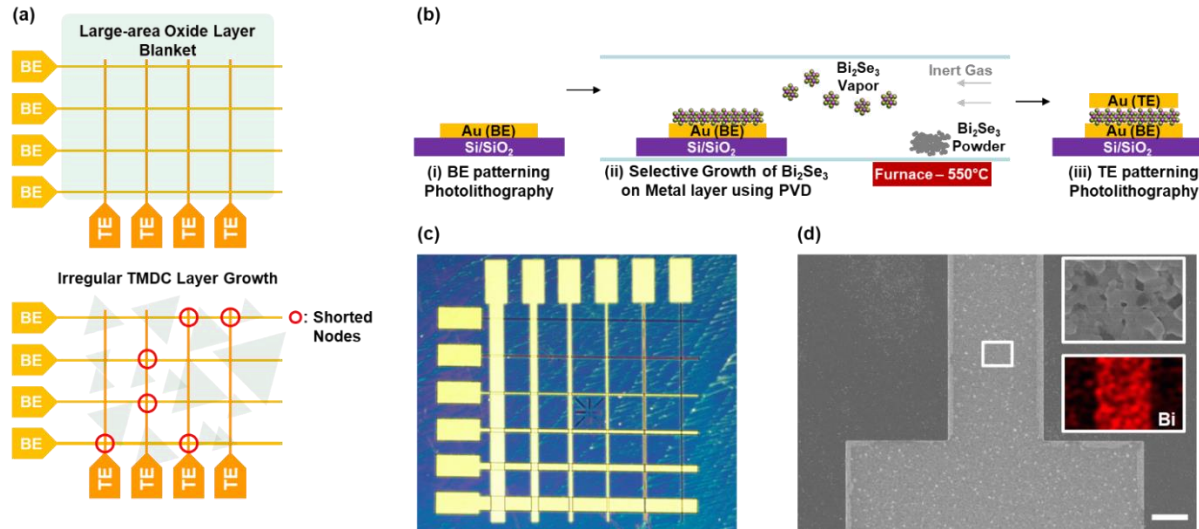 (a)
Large-area Oxide Layer
Blanket
BE
BE
BE
BE
TE
TE
TE
TE
Irregular TMDC Layer Growth
BE
BE
BE
BE
: Shorted
Nodes
TE
TE
TE
TE
(b)
Au (BE)
Si/SiO₂
(i) BE patterning
Photolithography
Bi₂Se₃
Vapor
Inert Gas
Au (BE)
Si/SiO₂
Bi₂Se₃
Powder
(ii) Selective Growth of Bi₂Se₃
on Metal layer using PVD
Furnace – 550°C
Au (TE)
Au (BE)
Si/SiO₂
(iii) TE patterning
Photolithography
(c)
(d)
Bi